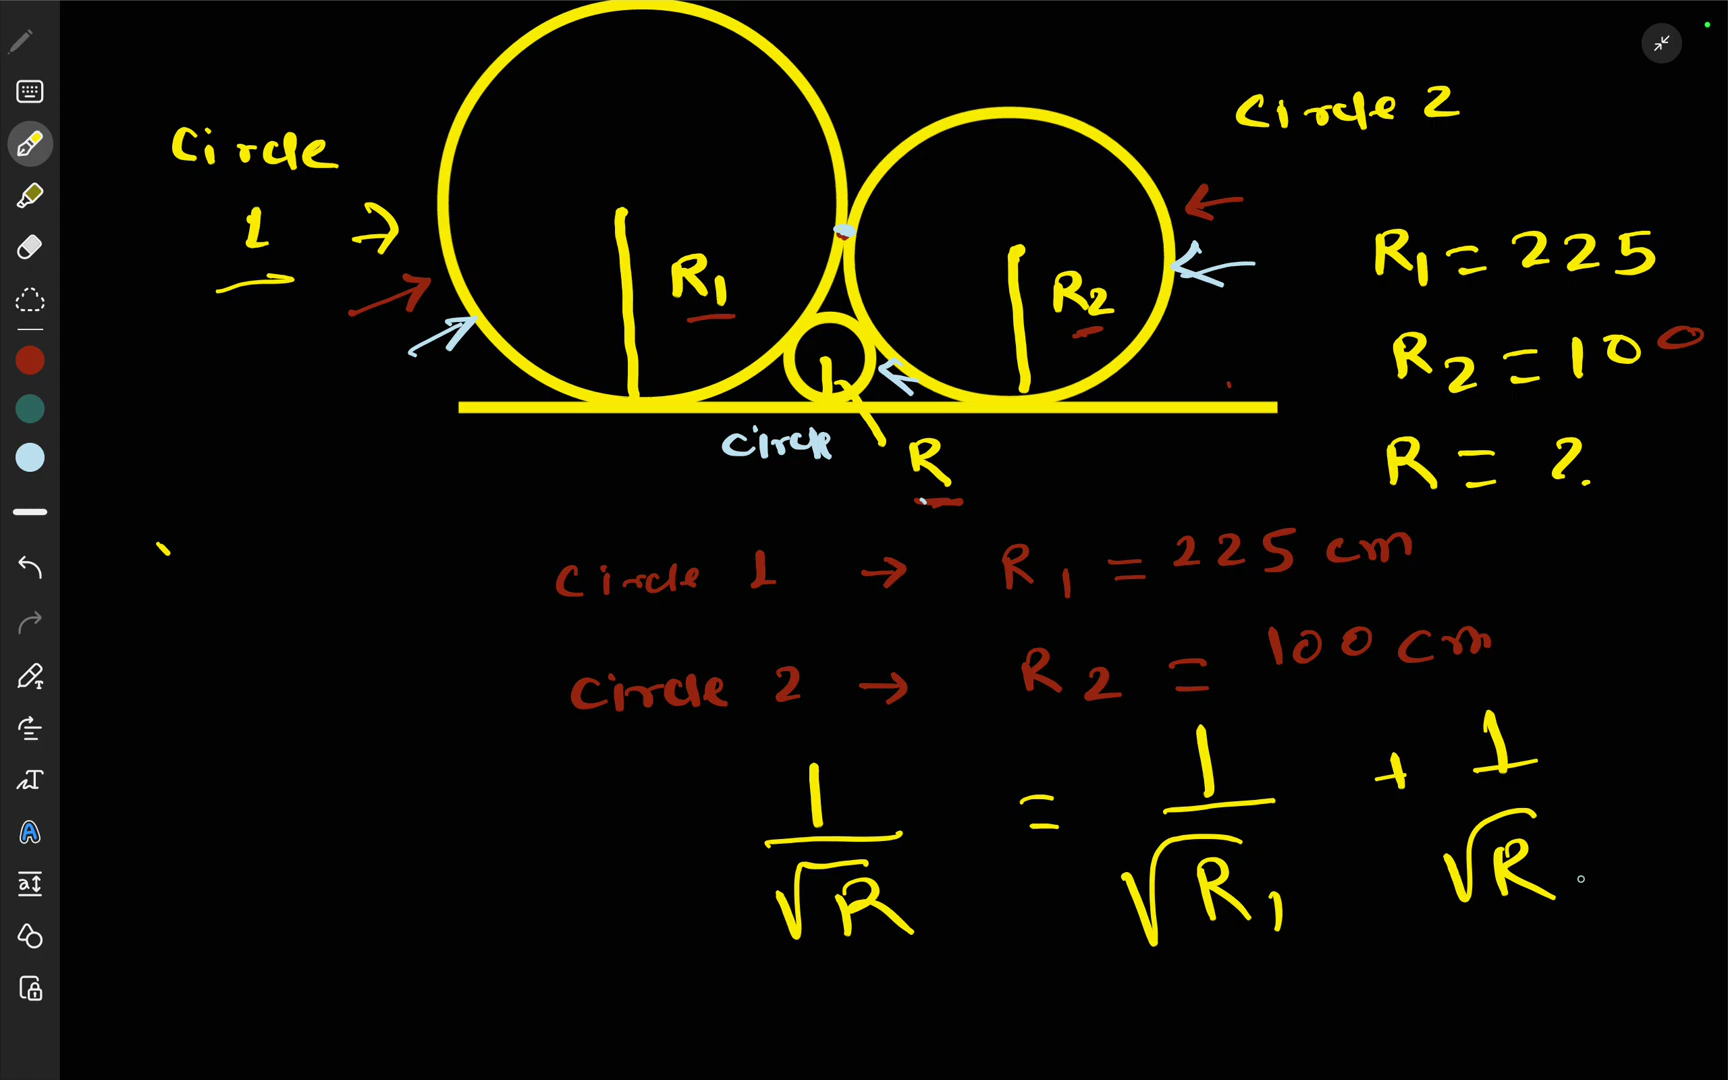 Circle 2
Circle
1 →
R₁
R₂
R₁ = 225
R₂ = 100
R = ?
Circle
R
Circle 1 → R₁ = 225 cm
Circle 2 → R₂ = 100 cm
1/√R = 1/√R₁ + 1/√R